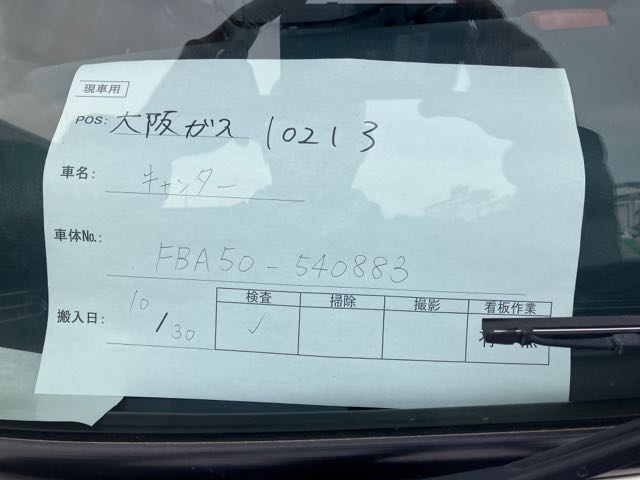 現車用
POS: 大阪ガス 10213
車名: キャンター
車体No.: FBA50-540883
搬入日: 10/30
検査 掃除 撮影 看板作業
✓